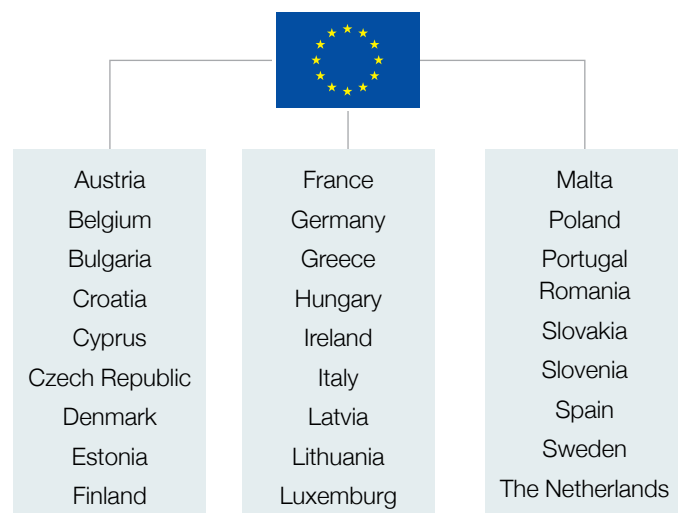 Austria
Belgium
Bulgaria
Croatia
Cyprus
Czech Republic
Denmark
Estonia
Finland
France
Germany
Greece
Hungary
Ireland
Italy
Latvia
Lithuania
Luxemburg
Malta
Poland
Portugal
Romania
Slovakia
Slovenia
Spain
Sweden
The Netherlands